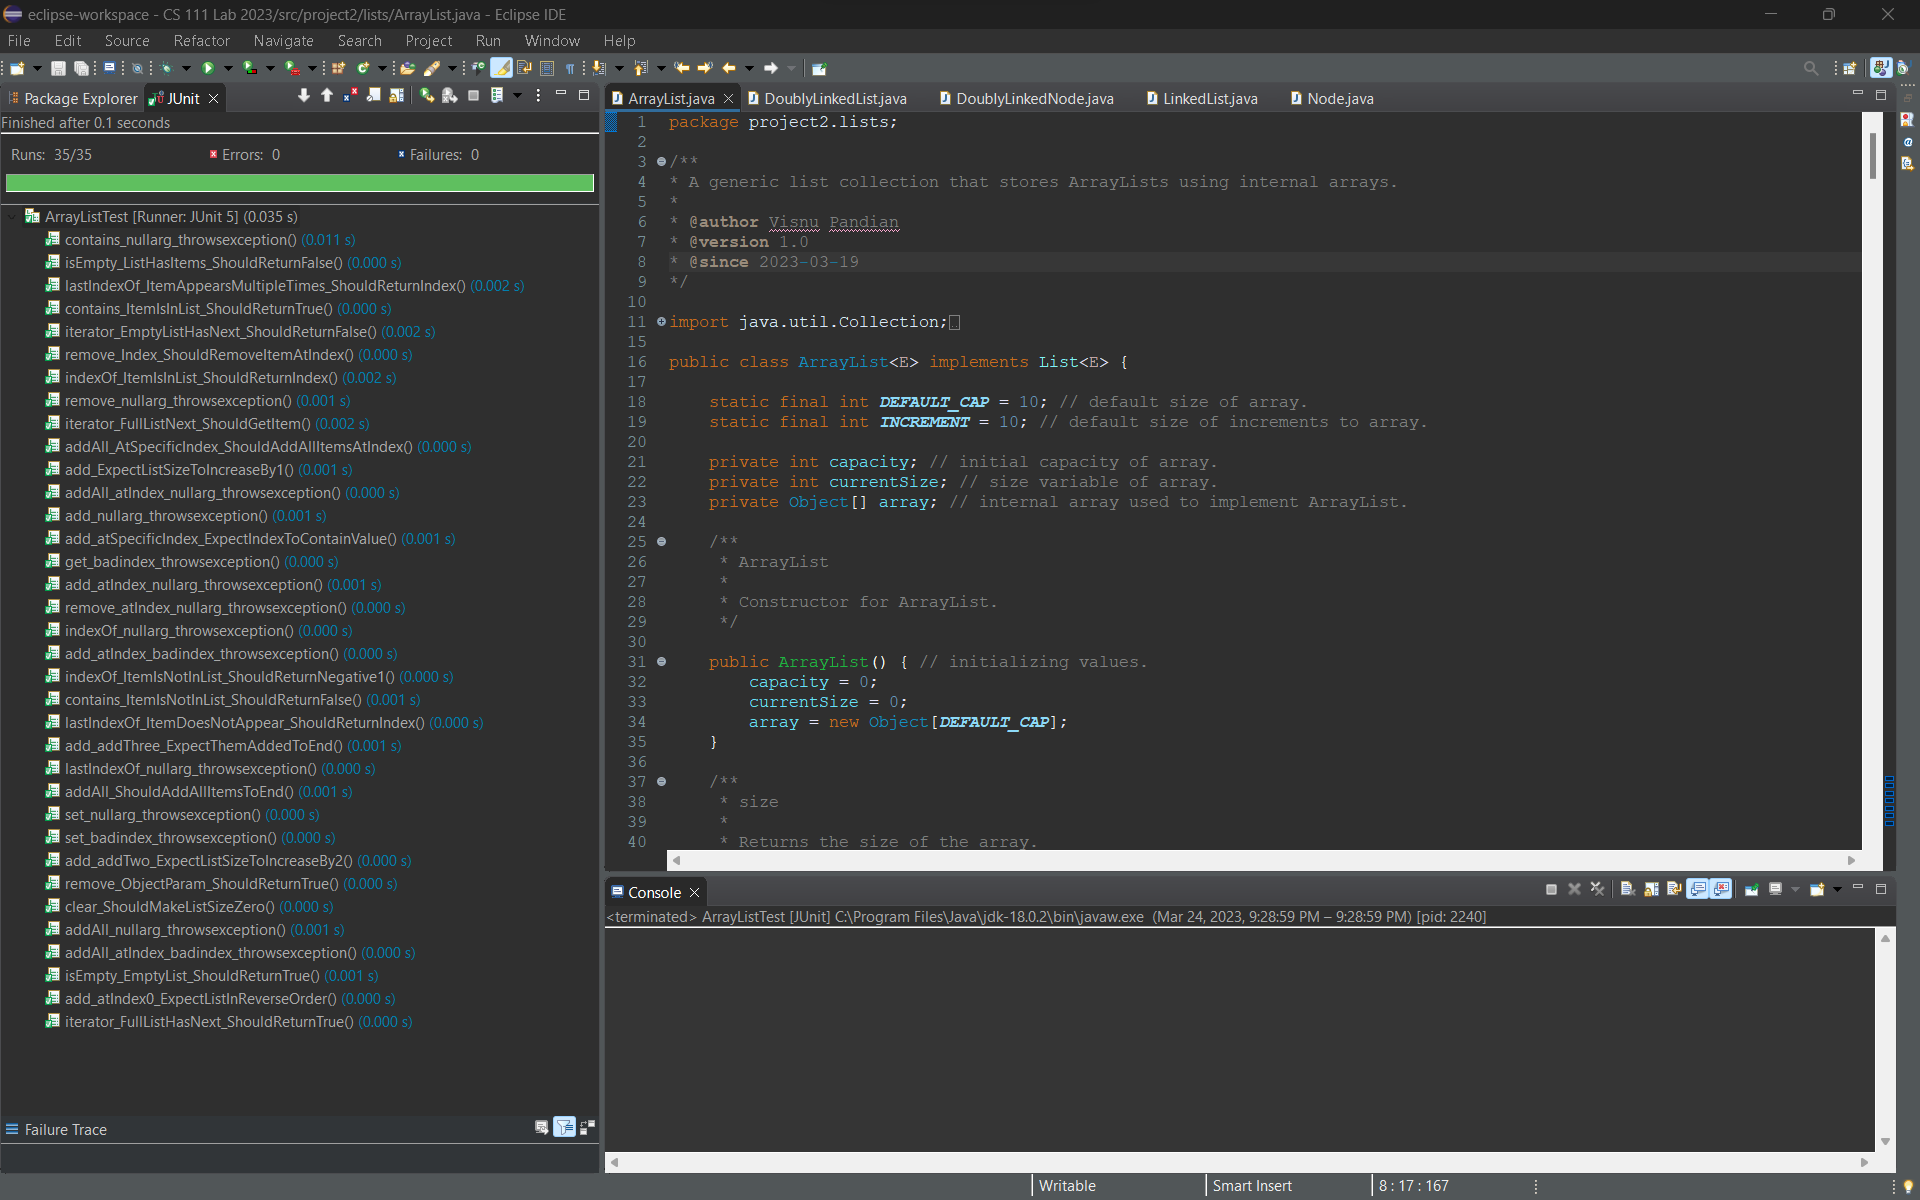 eclipse-workspace - CS 111 Lab 2023/src/project2/lists/ArrayList.java - Eclipse IDE
File Edit Source Refactor Navigate Search Project Run Window Help
Package Explorer JUnit
Finished after 0.1 seconds
Runs: 35/35 Errors: 0 Failures: 0
ArrayListTest [Runner: JUnit 5] (0.035 s)
contains_nullarg_throwsexception() (0.011 s)
isEmpty_ListHasItems_ShouldReturnFalse() (0.000 s)
lastIndexOf_ItemAppearsMultipleTimes_ShouldReturnIndex() (0.002 s)
contains_ItemIsInList_ShouldReturnTrue() (0.000 s)
iterator_EmptyListHasNext_ShouldReturnFalse() (0.002 s)
remove_Index_ShouldRemoveItemAtIndex() (0.000 s)
indexOf_ItemIsInList_ShouldReturnIndex() (0.002 s)
remove_nullarg_throwsexception() (0.001 s)
iterator_FullListNext_ShouldGetItem() (0.002 s)
addAll_AtSpecificIndex_ShouldAddAllItemsAtIndex() (0.000 s)
add_ExpectListSizeToIncreaseBy1() (0.001 s)
addAll_atIndex_nullarg_throwsexception() (0.000 s)
add_nullarg_throwsexception() (0.001 s)
add_atSpecificIndex_ExpectIndexToContainValue() (0.001 s)
get_badindex_throwsexception() (0.000 s)
add_atIndex_nullarg_throwsexception() (0.001 s)
remove_atIndex_nullarg_throwsexception() (0.000 s)
indexOf_nullarg_throwsexception() (0.000 s)
add_atIndex_badindex_throwsexception() (0.000 s)
indexOf_ItemIsNotInList_ShouldReturnNegative1() (0.000 s)
contains_ItemIsNotInList_ShouldReturnFalse() (0.001 s)
lastIndexOf_ItemDoesNotAppear_ShouldReturnIndex() (0.000 s)
add_addThree_ExpectThemAddedToEnd() (0.001 s)
lastIndexOf_nullarg_throwsexception() (0.000 s)
addAll_ShouldAddAllItemsToEnd() (0.001 s)
set_nullarg_throwsexception() (0.000 s)
set_badindex_throwsexception() (0.000 s)
add_addTwo_ExpectListSizeToIncreaseBy2() (0.000 s)
remove_ObjectParam_ShouldReturnTrue() (0.000 s)
clear_ShouldMakeListSizeZero() (0.000 s)
addAll_nullarg_throwsexception() (0.001 s)
addAll_atIndex_badindex_throwsexception() (0.000 s)
isEmpty_EmptyList_ShouldReturnTrue() (0.001 s)
add_atIndex0_ExpectListInReverseOrder() (0.000 s)
iterator_FullListHasNext_ShouldReturnTrue() (0.000 s)
Failure Trace
ArrayList.java DoublyLinkedList.java DoublyLinkedNode.java LinkedList.java Node.java
1 package project2.lists;
2
3 /**
4 * A generic list collection that stores ArrayLists using internal arrays.
5 *
6 * @author Visnu Pandian
7 * @version 1.0
8 * @since 2023-03-19
9 */
10
11 import java.util.Collection;
15
16 public class ArrayList<E> implements List<E> {
17
18 static final int DEFAULT_CAP = 10; // default size of array.
19 static final int INCREMENT = 10; // default size of increments to array.
20
21 private int capacity; // initial capacity of array.
22 private int currentSize; // size variable of array.
23 private Object[] array; // internal array used to implement ArrayList.
24
25 /**
26 * ArrayList
27 *
28 * Constructor for ArrayList.
29 */
30
31 public ArrayList() { // initializing values.
32 capacity = 0;
33 currentSize = 0;
34 array = new Object[DEFAULT_CAP];
35 }
36
37 /**
38 * size
39 *
40 * Returns the size of the array.
Console
<terminated> ArrayListTest [JUnit] C:\Program Files\Java\jdk-18.0.2\bin\javaw.exe (Mar 24, 2023, 9:28:59 PM – 9:28:59 PM) [pid: 2240]
Writable Smart Insert 8 : 17 : 167